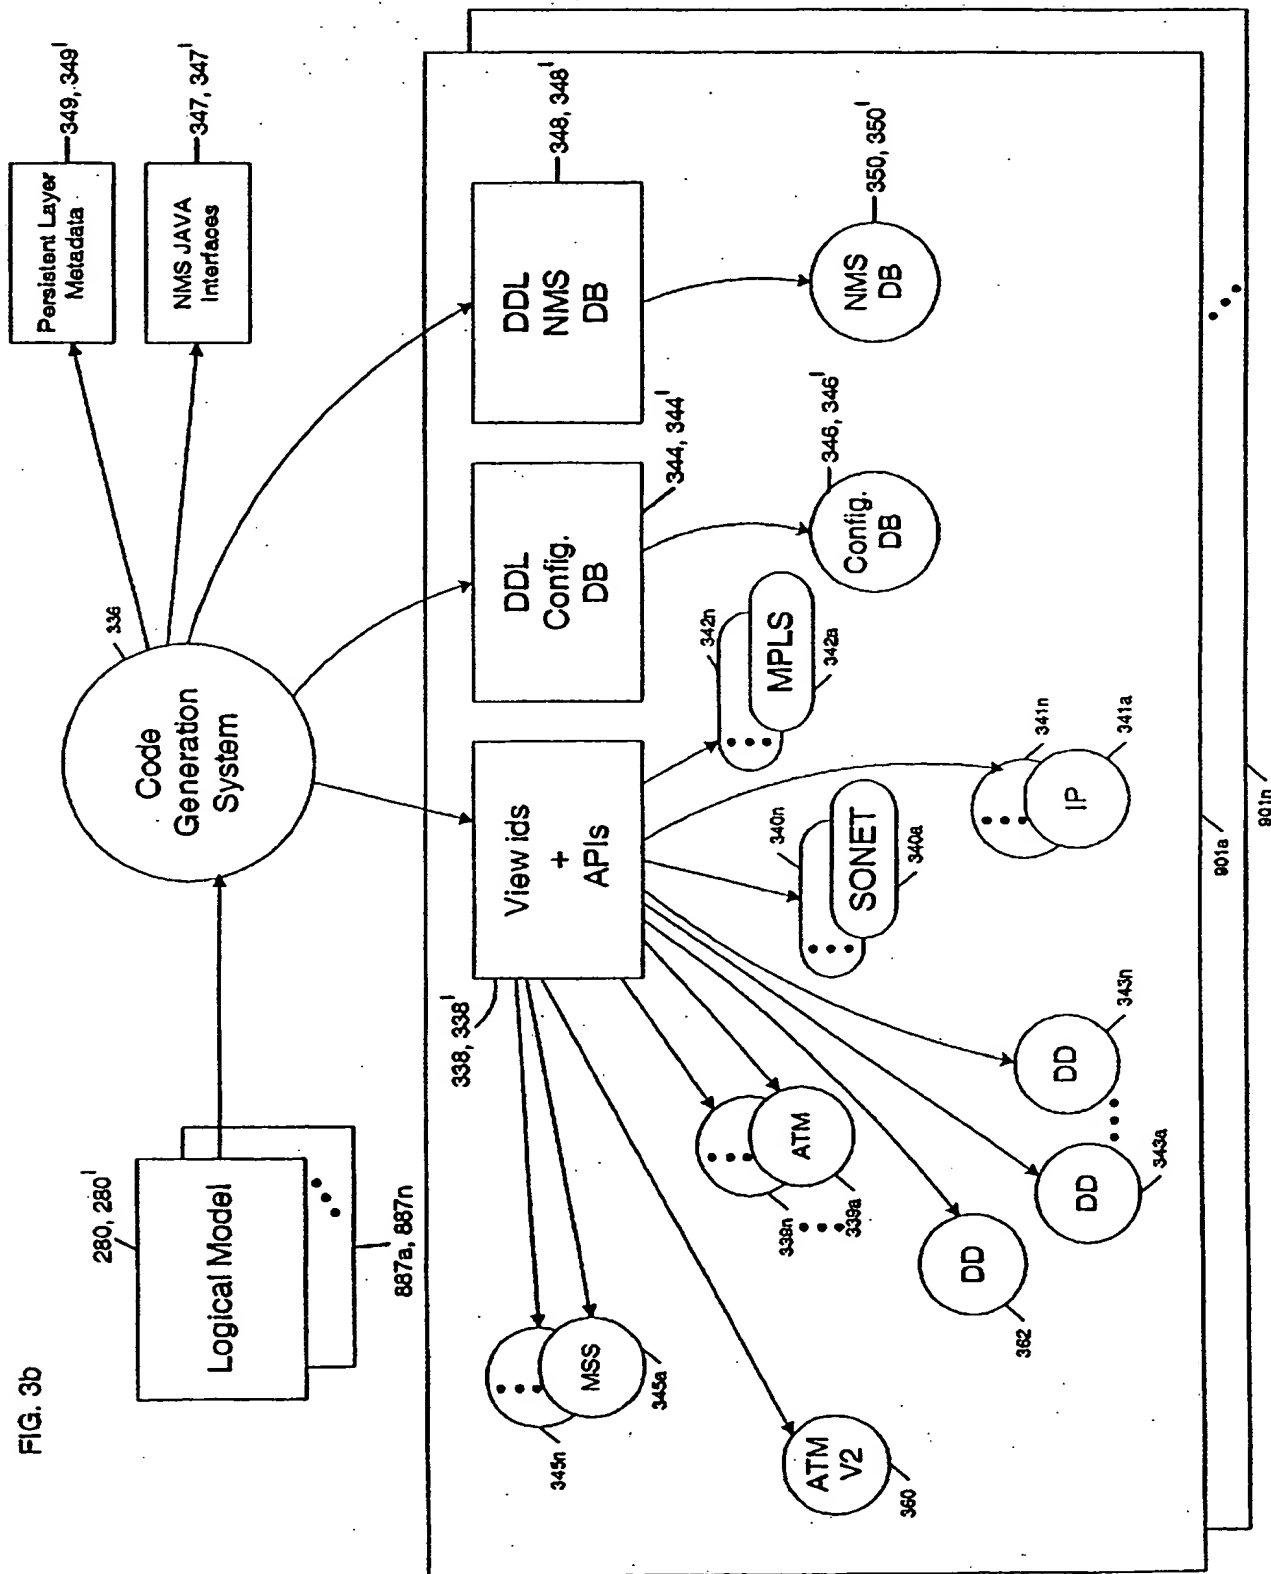 FIG. 3b
280, 280'
Logical Model
887a, 887n
Code
Generation
System
336
Persistent Layer
Metadata
349, 349'
NMS JAVA
Interfaces
347, 347'
338, 338'
View ids
+
APIs
DDL
Config.
DB
344, 344'
DDL
NMS
DB
348, 348'
345n
MSS
345a
ATM
V2
360
338n
ATM
339a
DD
362
DD
343a
DD
343n
340n
SONET
340a
342n
MPLS
342a
341n
IP
341a
Config.
DB
346, 346'
NMS
DB
350, 350'
901a
901n